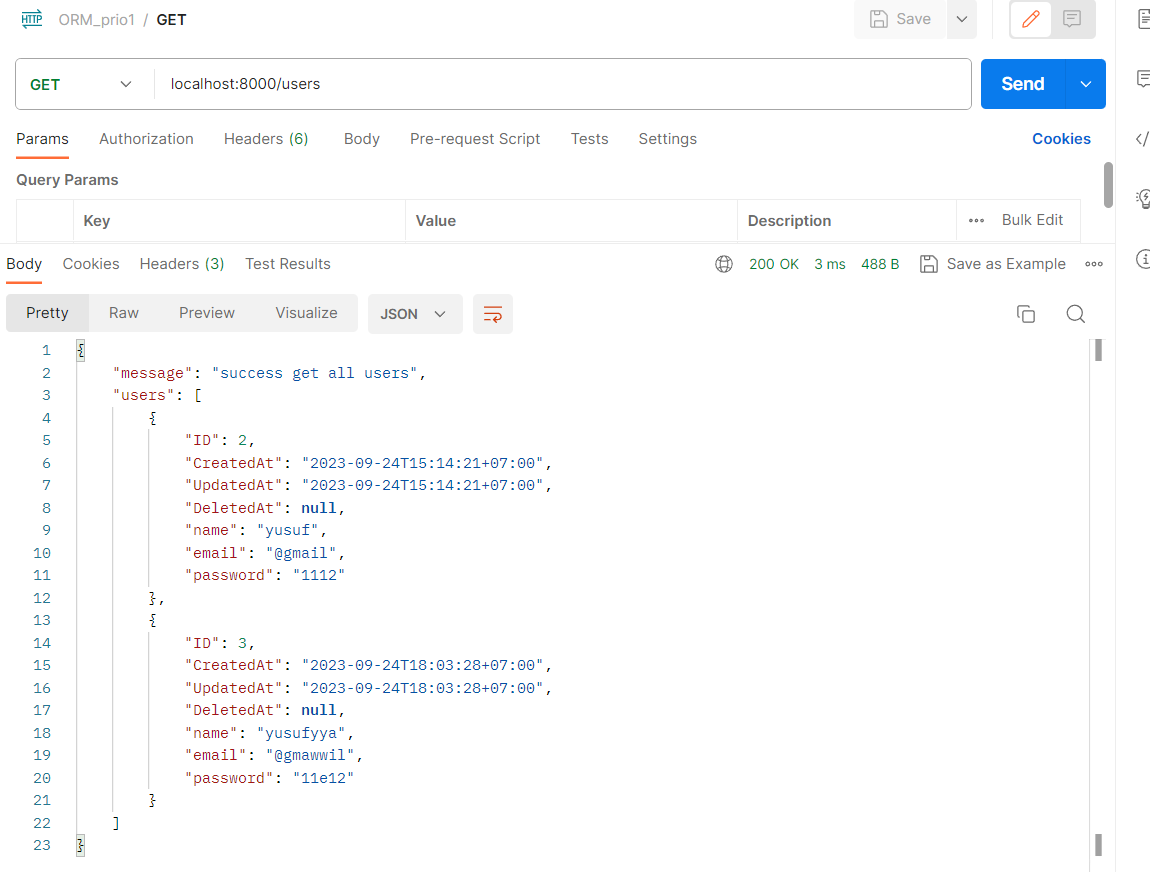 HTTP ORM_prio1 / GET Save
GET localhost:8000/users Send
Params Authorization Headers (6) Body Pre-request Script Tests Settings Cookies
Query Params
Key Value Description Bulk Edit
Body Cookies Headers (3) Test Results 200 OK 3 ms 488 B Save as Example
Pretty Raw Preview Visualize JSON
1 {
2 "message": "success get all users",
3 "users": [
4 {
5 "ID": 2,
6 "CreatedAt": "2023-09-24T15:14:21+07:00",
7 "UpdatedAt": "2023-09-24T15:14:21+07:00",
8 "DeletedAt": null,
9 "name": "yusuf",
10 "email": "@gmail",
11 "password": "1112"
12 },
13 {
14 "ID": 3,
15 "CreatedAt": "2023-09-24T18:03:28+07:00",
16 "UpdatedAt": "2023-09-24T18:03:28+07:00",
17 "DeletedAt": null,
18 "name": "yusufyya",
19 "email": "@gmawwil",
20 "password": "11e12"
21 }
22 ]
23 }